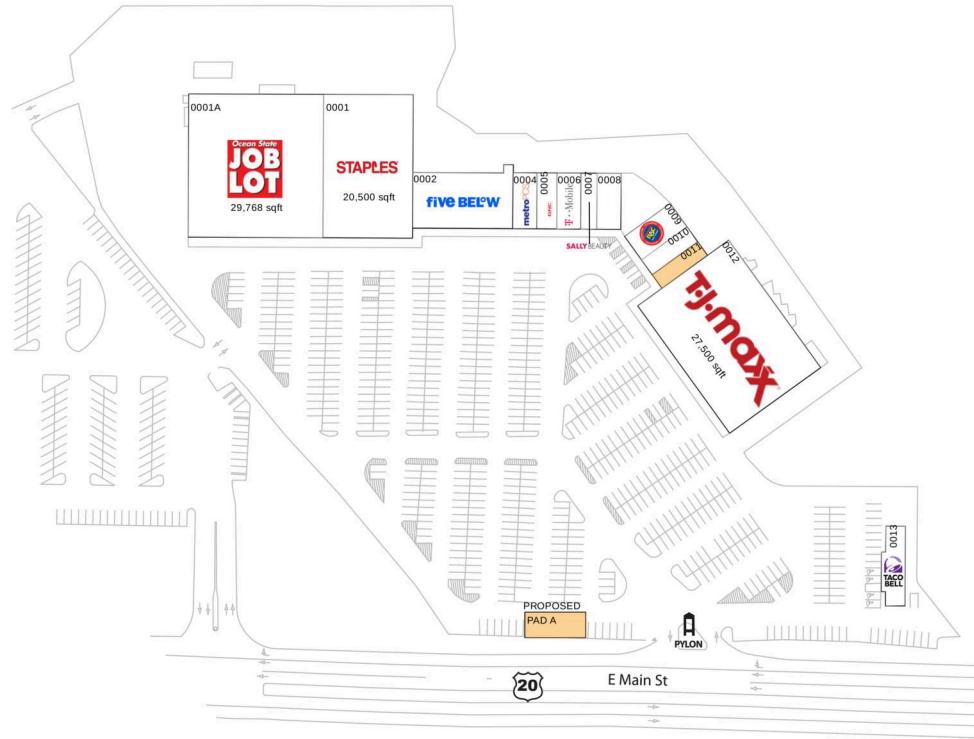 0001A
0001
Ocean State
JOB
LOT
29,768 sqft
STAPLES
20,500 sqft
0002
five BELOW
0004
metroPCS
0005
GNC
0006
T··Mobile
0007
SALLY BEAUTY
0008
0009
0010
0011
0012
T·J·maxx
27,500 sqft
0013
TACO
BELL
PROPOSED
PAD A
PYLON
20
E Main St